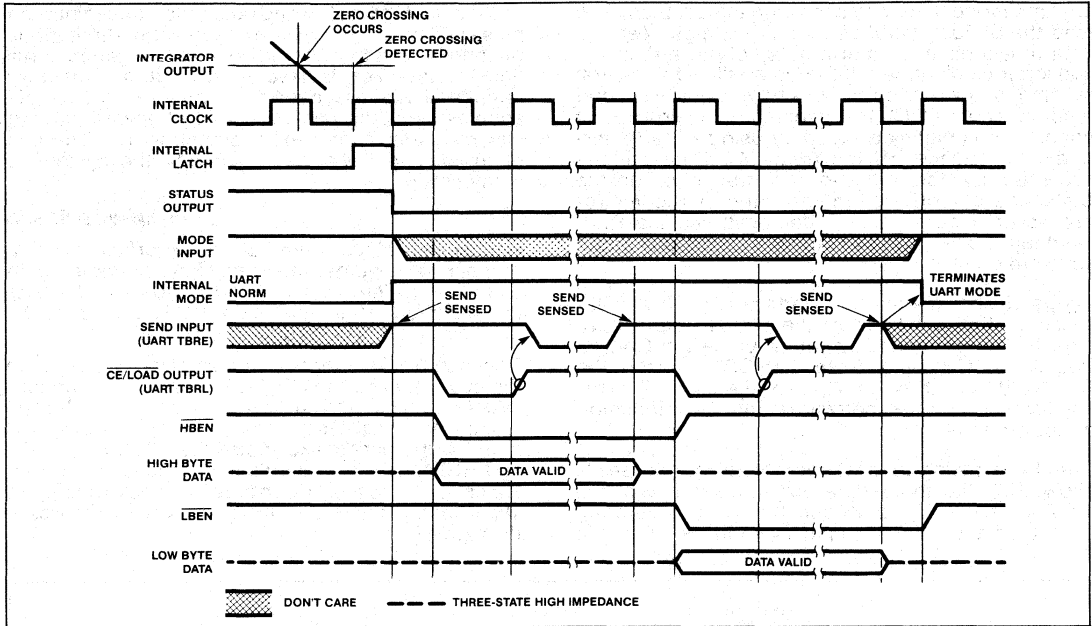 ZERO CROSSING
OCCURS
ZERO CROSSING
DETECTED
INTEGRATOR
OUTPUT
INTERNAL
CLOCK
INTERNAL
LATCH
STATUS
OUTPUT
MODE
INPUT
INTERNAL
MODE
UART
NORM
SEND
SENSED
SEND
SENSED
SEND
SENSED
TERMINATES
UART MODE
SEND INPUT
(UART TBRE)
CE/LOAD OUTPUT
(UART TBRL)
HBEN
HIGH BYTE
DATA
DATA VALID
LBEN
LOW BYTE
DATA
DATA VALID
DON'T CARE
THREE-STATE HIGH IMPEDANCE